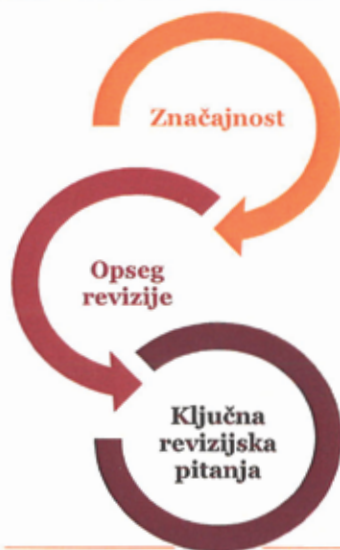 Značajnost
Opseg
revizije
Ključna
revizijska
pitanja